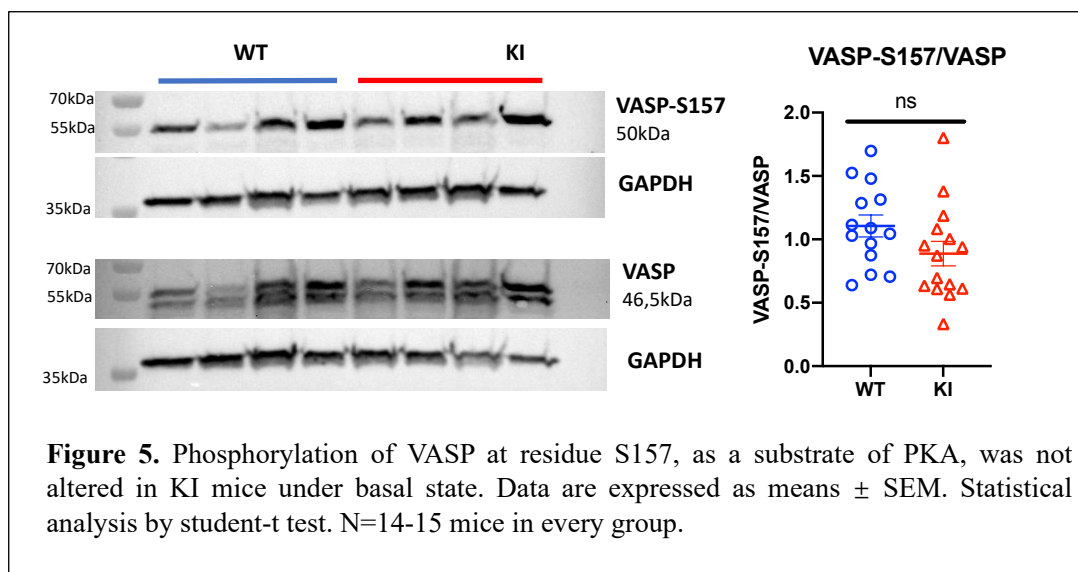 WT KI
70kDa
55kDa
VASP-S157
50kDa
35kDa
GAPDH
70kDa
55kDa
VASP
46,5kDa
35kDa
GAPDH
VASP-S157/VASP
ns
VASP-S157/VASP
2.0
1.5
1.0
0.5
0.0
WT KI
Figure 5. Phosphorylation of VASP at residue S157, as a substrate of PKA, was not
altered in KI mice under basal state. Data are expressed as means ± SEM. Statistical
analysis by student-t test. N=14-15 mice in every group.